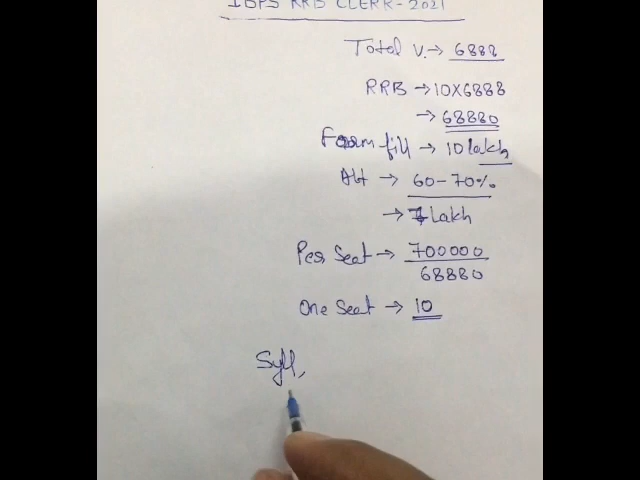 IBPS RRB CLERK-2021
Total V. → 6888
RRB → 10X6888
→ 68880
Foarm fill → 10 lakh
Att → 60-70%
→ 7 Lakh
Per Seat → 700000
68880
One Seat → 10
Syll,